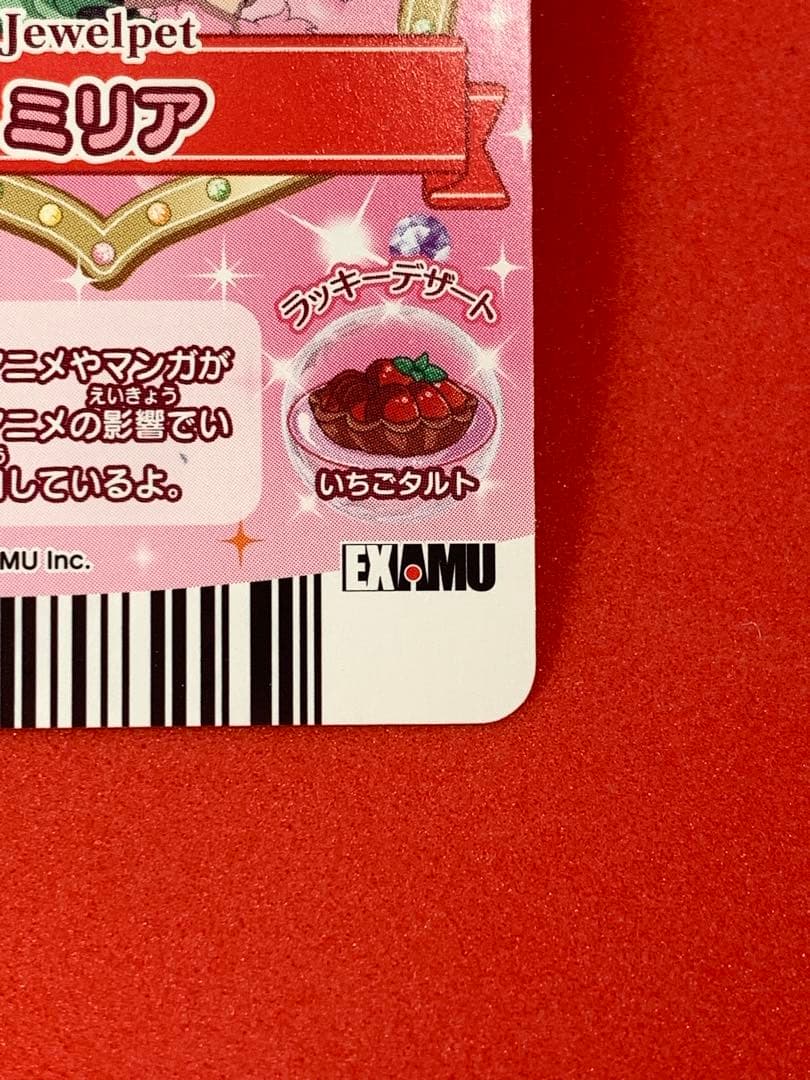 Jewelpet
ミリア
ラッキーデザート
ニメやマンガが
えいきょう
ニメの影響でい
しているよ。
いちごタルト
MU Inc.
EXAMU